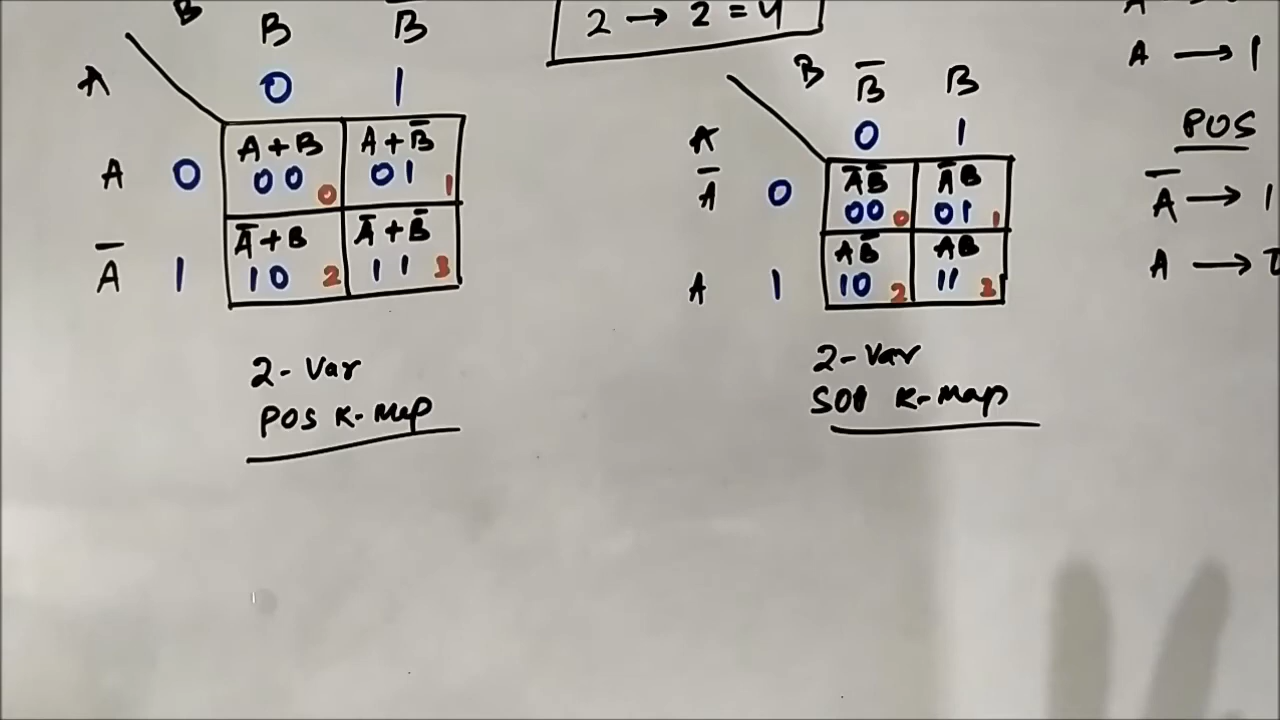 B B B̅
A 0 1
A 0 A+B A+B̅
00 0 01 1
A̅ 1 A̅+B A̅+B̅
10 2 11 3
2-Var
POS K-Map
2 → 2 = 4
B B̅ B
A 0 1
A̅ 0 A̅B̅ A̅B
00 0 01 1
A 1 AB̅ AB
10 2 11 3
2-Var
SOP K-Map
A → 1
POS
A̅ → 1
A →